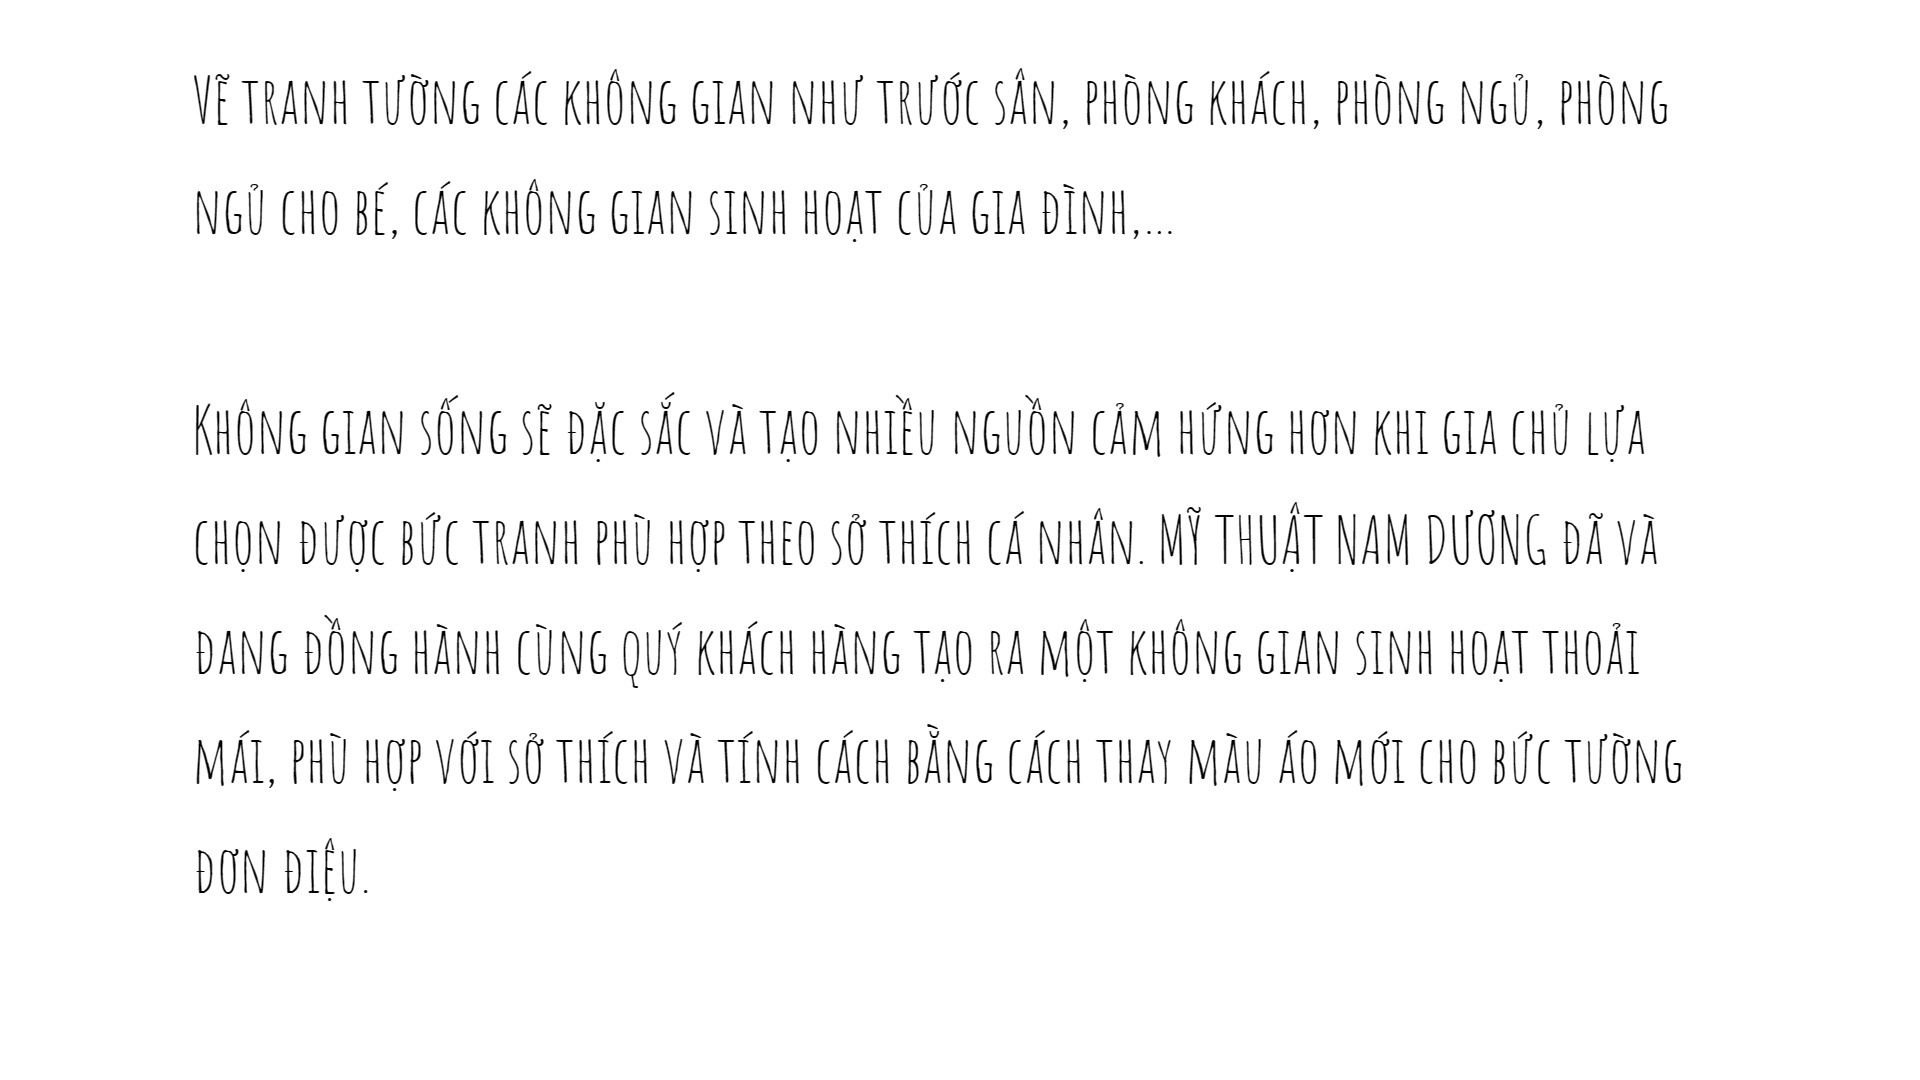 Vẽ tranh tường các không gian như trước sân, phòng khách, phòng ngủ, phòng
ngủ cho bé, các không gian sinh hoạt của gia đình,...
Không gian sống sẽ đặc sắc và tạo nhiều nguồn cảm hứng hơn khi gia chủ lựa
chọn được bức tranh phù hợp theo sở thích cá nhân. MỸ THUẬT NAM DƯƠNG đã và
đang đồng hành cùng quý khách hàng tạo ra một không gian sinh hoạt thoải
mái, phù hợp với sở thích và tính cách bằng cách thay màu áo mới cho bức tường
đơn điệu.